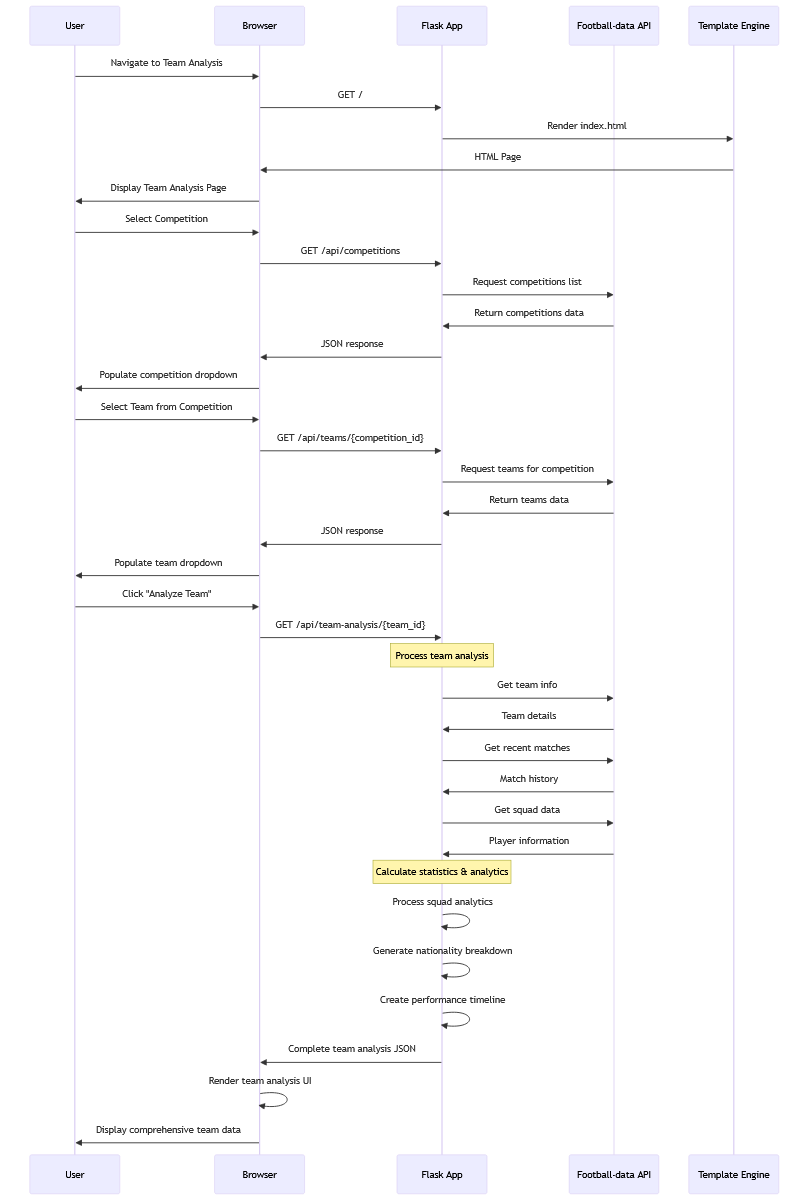 User
Browser
Flask App
Football-data API
Template Engine
Navigate to Team Analysis
GET /
Render index.html
HTML Page
Display Team Analysis Page
Select Competition
GET /api/competitions
Request competitions list
Return competitions data
JSON response
Populate competition dropdown
Select Team from Competition
GET /api/teams/{competition_id}
Request teams for competition
Return teams data
JSON response
Populate team dropdown
Click "Analyze Team"
GET /api/team-analysis/{team_id}
Process team analysis
Get team info
Team details
Get recent matches
Match history
Get squad data
Player information
Calculate statistics & analytics
Process squad analytics
Generate nationality breakdown
Create performance timeline
Complete team analysis JSON
Render team analysis UI
Display comprehensive team data
User
Browser
Flask App
Football-data API
Template Engine